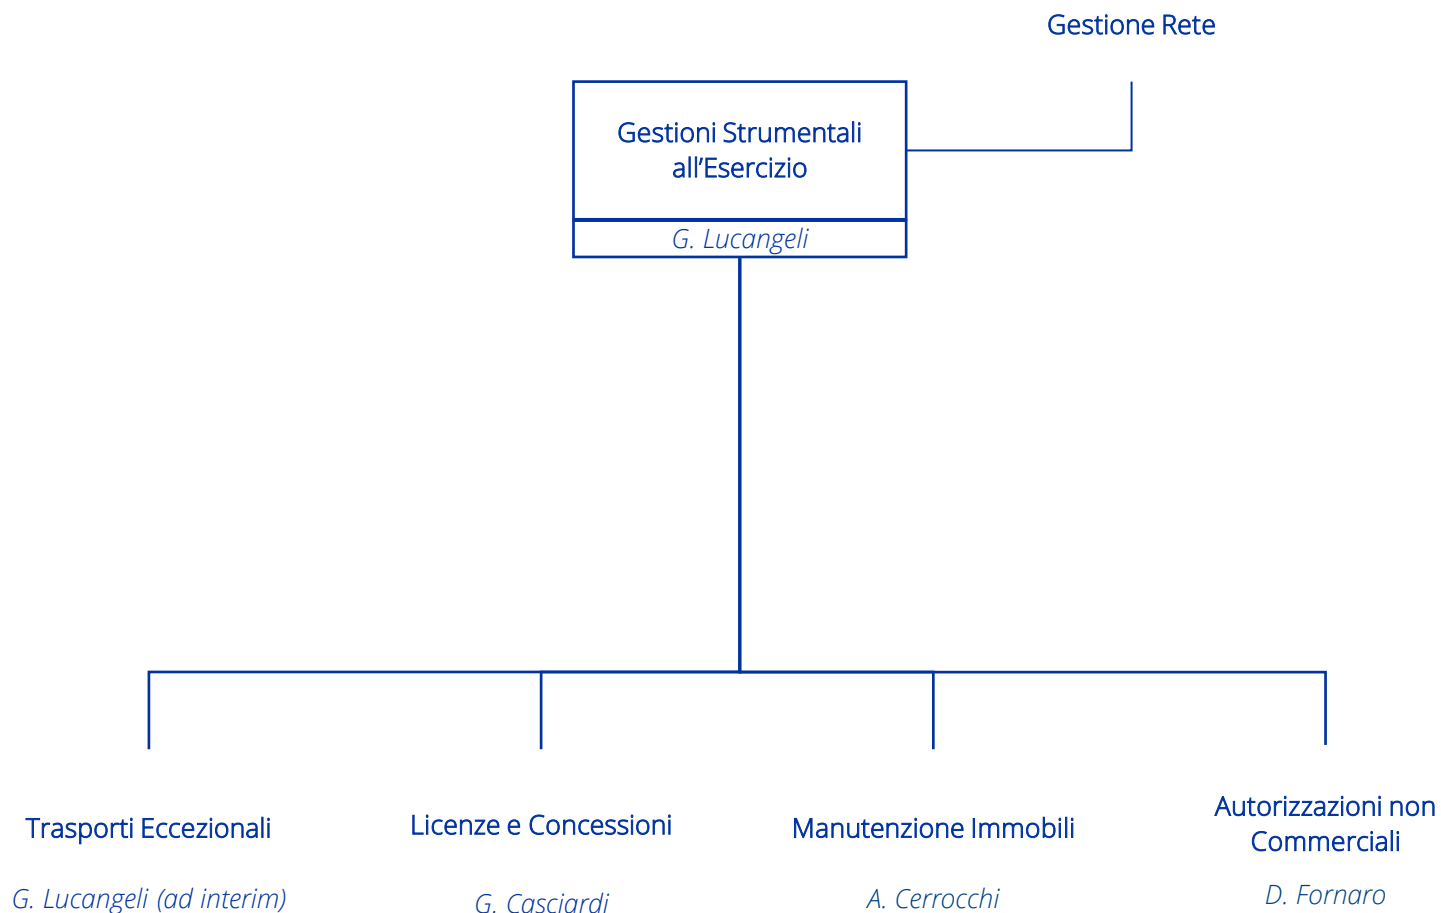 Gestione Rete
Gestioni Strumentali
all’Esercizio
G. Lucangeli
Trasporti Eccezionali
G. Lucangeli (ad interim)
Licenze e Concessioni
G. Casciardi
Manutenzione Immobili
A. Cerrocchi
Autorizzazioni non
Commerciali
D. Fornaro